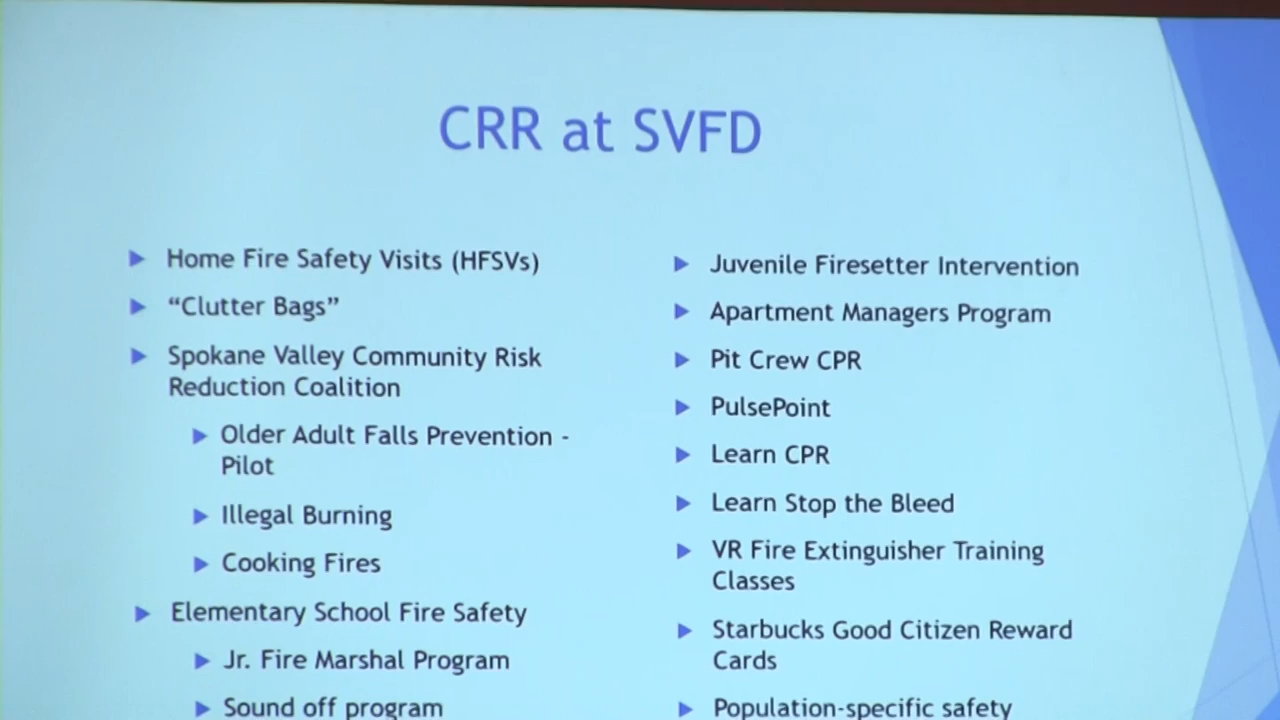 CRR at SVFD
Home Fire Safety Visits (HFSVs)
“Clutter Bags”
Spokane Valley Community Risk
Reduction Coalition
Older Adult Falls Prevention -
Pilot
Illegal Burning
Cooking Fires
Elementary School Fire Safety
Jr. Fire Marshal Program
Sound off program
Juvenile Firesetter Intervention
Apartment Managers Program
Pit Crew CPR
PulsePoint
Learn CPR
Learn Stop the Bleed
VR Fire Extinguisher Training
Classes
Starbucks Good Citizen Reward
Cards
Population-specific safety